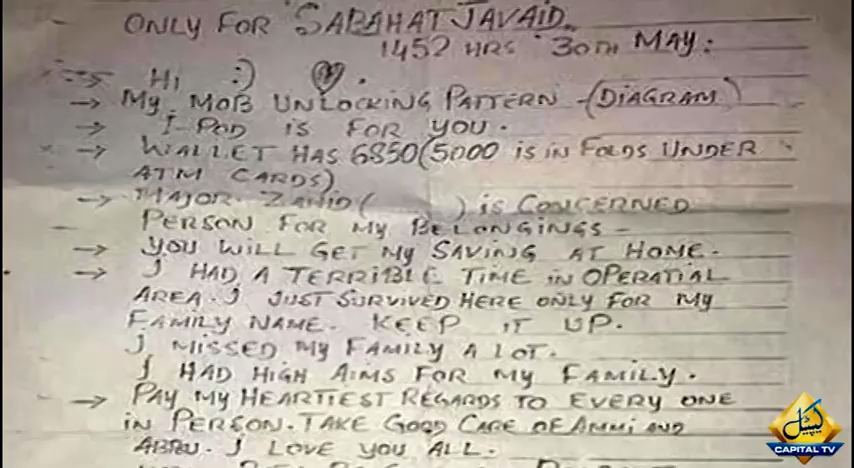 ONLY FOR SABAHAT JAVAID.
1452 HRS 30TH MAY:
→ HI :)
→ MY MOB UNLOCKING PATTERN - (DIAGRAM)
→ I-POD IS FOR YOU.
→ WALLET HAS 6850 (5000 IS IN FOLDS UNDER
ATM CARDS)
→ MAJOR ZAHID ( ) IS CONCERNED
PERSON FOR MY BELONGINGS -
→ YOU WILL GET MY SAVING AT HOME.
→ I HAD A TERRIBLE TIME IN OPERATIAL
AREA. I JUST SURVIVED HERE ONLY FOR MY
FAMILY NAME. KEEP IT UP.
I MISSED MY FAMILY A LOT.
I HAD HIGH AIMS FOR MY FAMILY.
→ PAY MY HEARTIEST REGARDS TO EVERY ONE
IN PERSON. TAKE GOOD CARE OF AMMI AND
ABBU. I LOVE YOU ALL.
کیپیٹل
CAPITAL TV